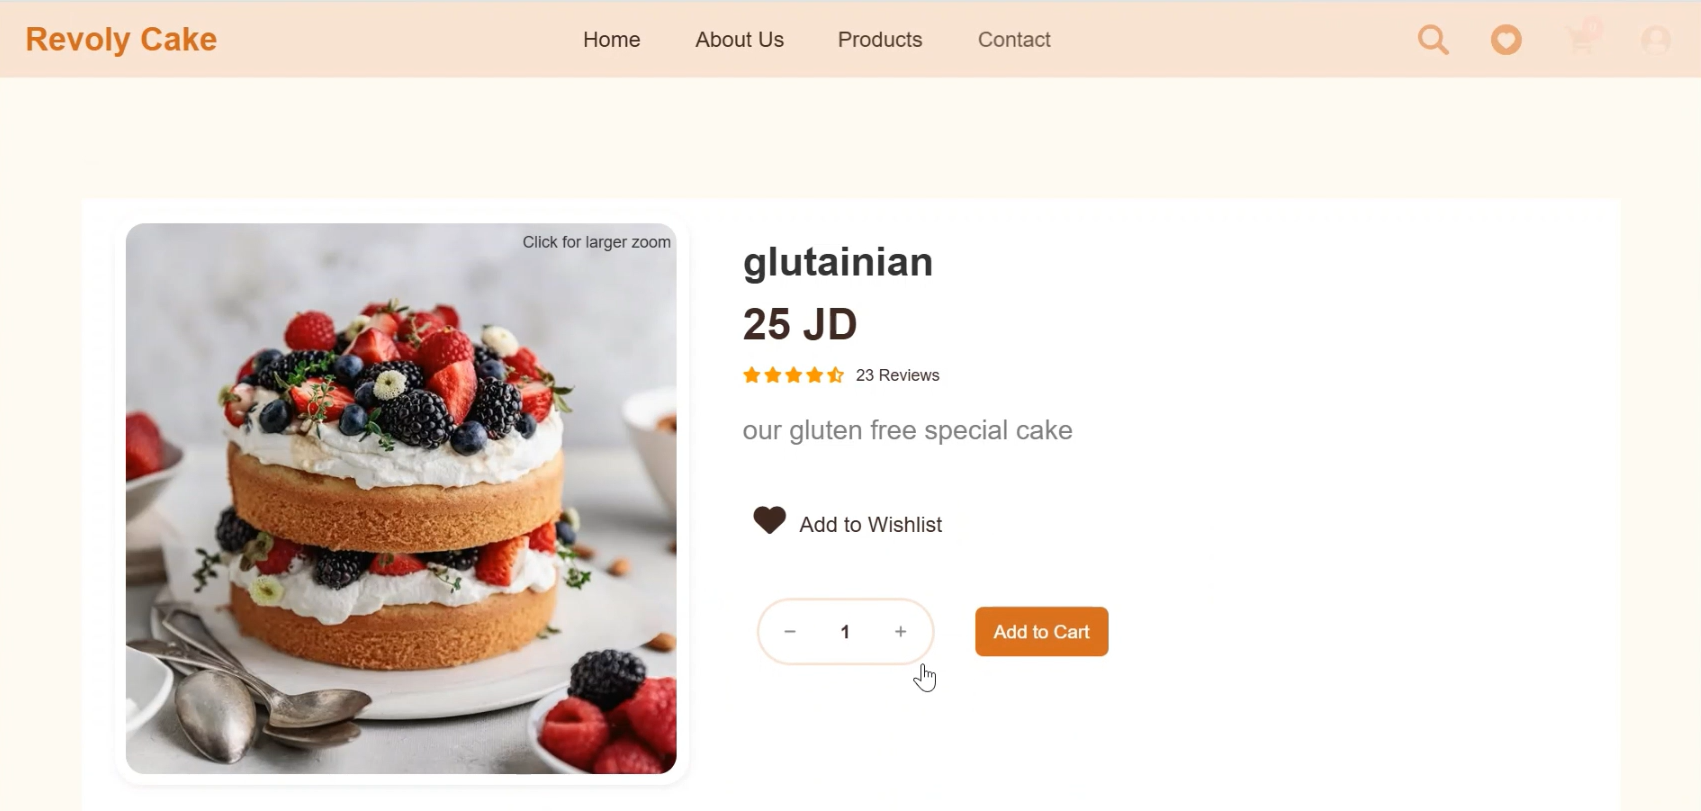 Revoly Cake
Home
About Us
Products
Contact
0
Click for larger zoom
glutainian
25 JD
23 Reviews
our gluten free special cake
Add to Wishlist
− 1 +
Add to Cart